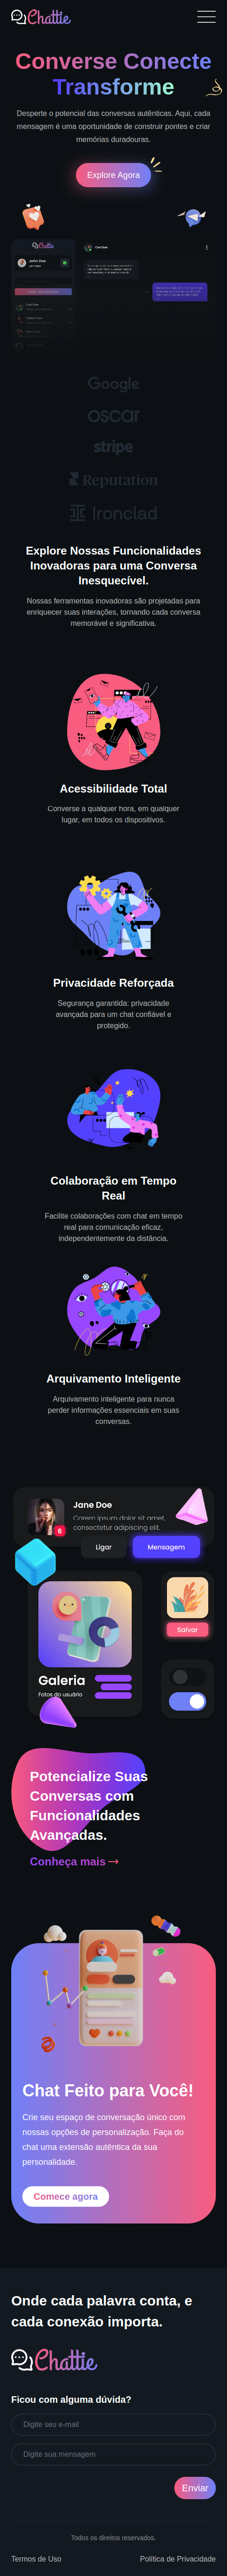 Chattie
Converse Conecte
Transforme
Desperte o potencial das conversas autênticas. Aqui, cada
mensagem é uma oportunidade de construir pontes e criar
memórias duradouras.
Explore Agora
Chattie
John Doe
Google
OSCAR
stripe
Reputation
Ironclad
Explore Nossas Funcionalidades
Inovadoras para uma Conversa
Inesquecível.
Nossas ferramentas inovadoras são projetadas para
enriquecer suas interações, tornando cada conversa
memorável e significativa.
Acessibilidade Total
Converse a qualquer hora, em qualquer
lugar, em todos os dispositivos.
Privacidade Reforçada
Segurança garantida: privacidade
avançada para um chat confiável e
protegido.
Colaboração em Tempo
Real
Facilite colaborações com chat em tempo
real para comunicação eficaz,
independentemente da distância.
Arquivamento Inteligente
Arquivamento inteligente para nunca
perder informações essenciais em suas
conversas.
Jane Doe
Lorem ipsum dolor sit amet,
consectetur adipiscing elit.
6
Ligar
Mensagem
Galeria
Fotos do usuário
Salvar
Potencialize Suas
Conversas com
Funcionalidades
Avançadas.
Conheça mais →
Chat Feito para Você!
Crie seu espaço de conversação único com
nossas opções de personalização. Faça do
chat uma extensão autêntica da sua
personalidade.
Comece agora
Onde cada palavra conta, e
cada conexão importa.
Chattie
Ficou com alguma dúvida?
Digite seu e-mail
Digite sua mensagem
Enviar
Todos os direitos reservados.
Termos de Uso
Política de Privacidade